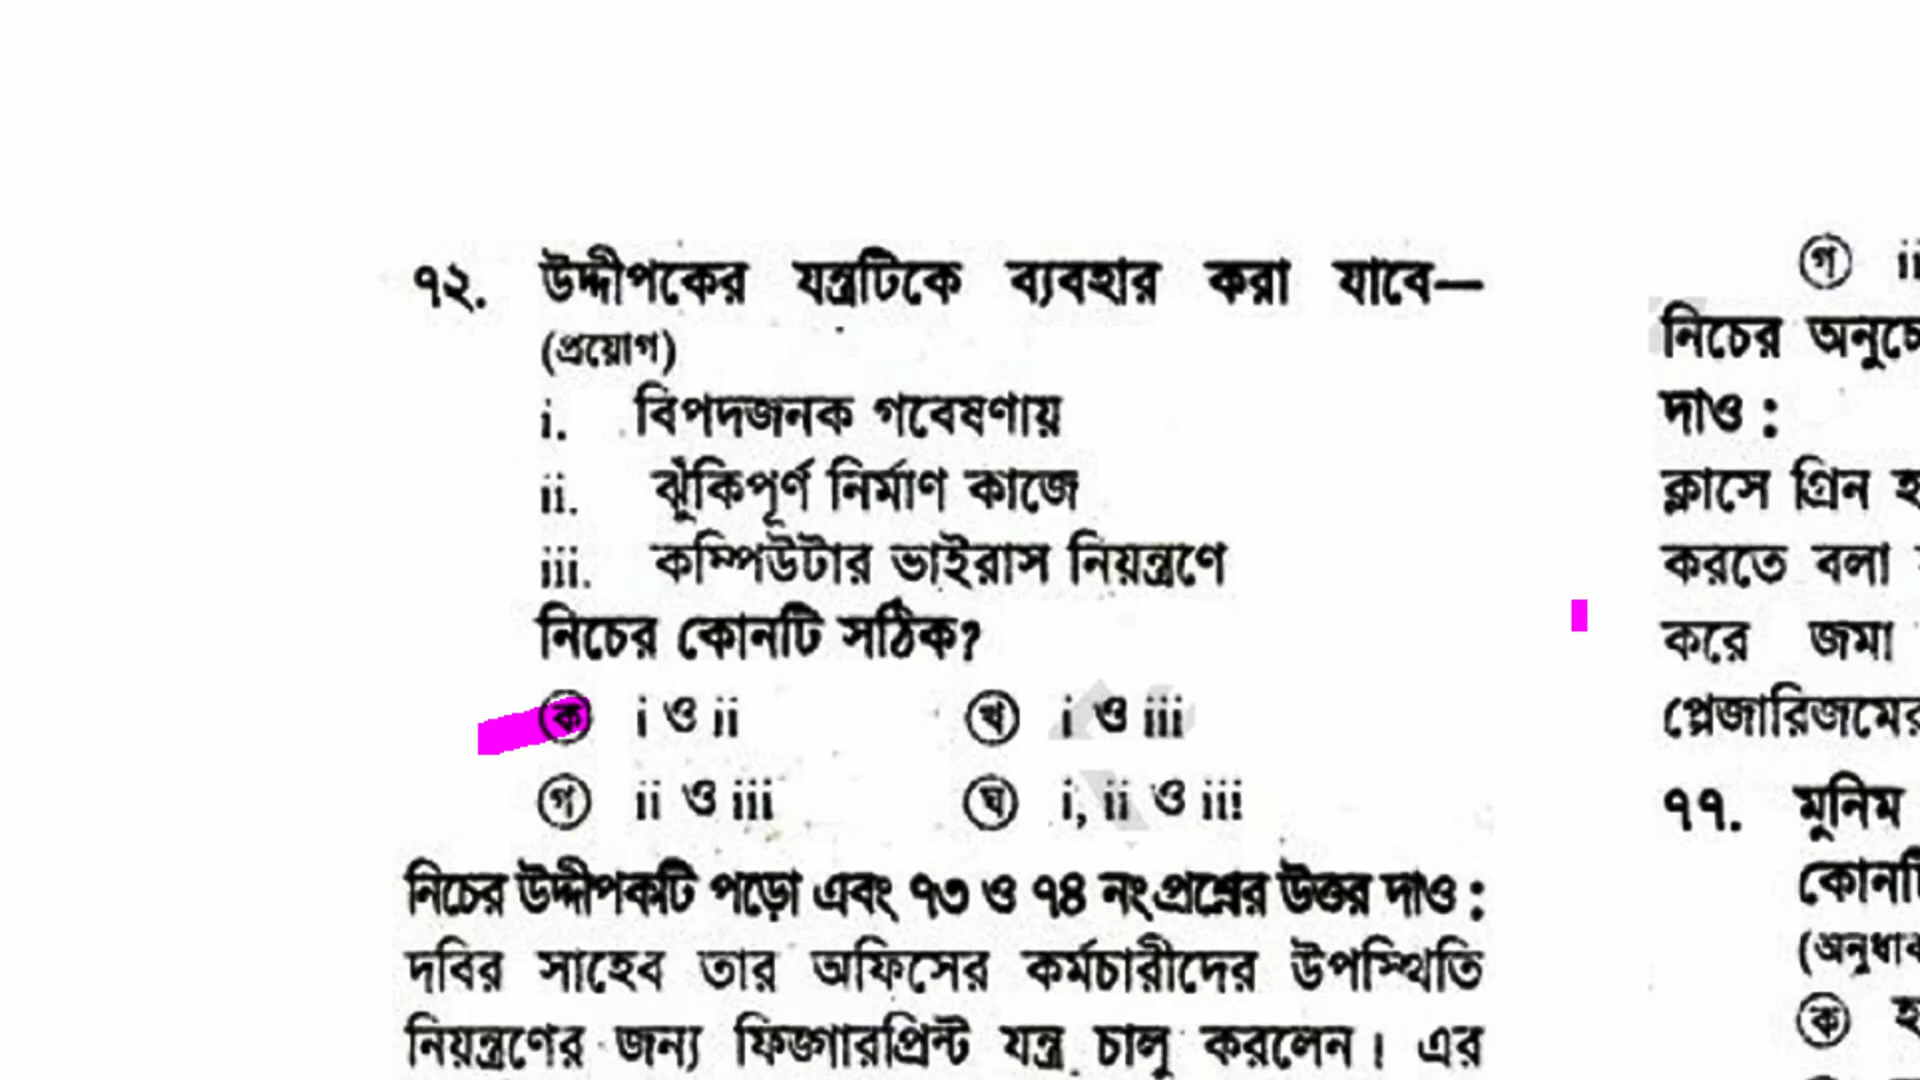 ৭২. উদ্দীপকের যন্ত্রটিকে ব্যবহার করা যাবে—
(প্রয়োগ)
i. বিপদজনক গবেষণায়
ii. ঝুঁকিপূর্ণ নির্মাণ কাজে
iii. কম্পিউটার ভাইরাস নিয়ন্ত্রণে
নিচের কোনটি সঠিক?
ক i ও ii খ i ও iii
গ ii ও iii ঘ i, ii ও iii
নিচের উদ্দীপকটি পড়ো এবং ৭৩ ও ৭৪ নং প্রশ্নের উত্তর দাও :
দবির সাহেব তার অফিসের কর্মচারীদের উপস্থিতি
নিয়ন্ত্রণের জন্য ফিঙ্গারপ্রিন্ট যন্ত্র চালু করলেন। এর
গ
নিচের
দাও :
ক্লাসে গ্রিন
করতে বলা
করে জমা
প্লেজারিজমের
৭৭. মুনিম
ক